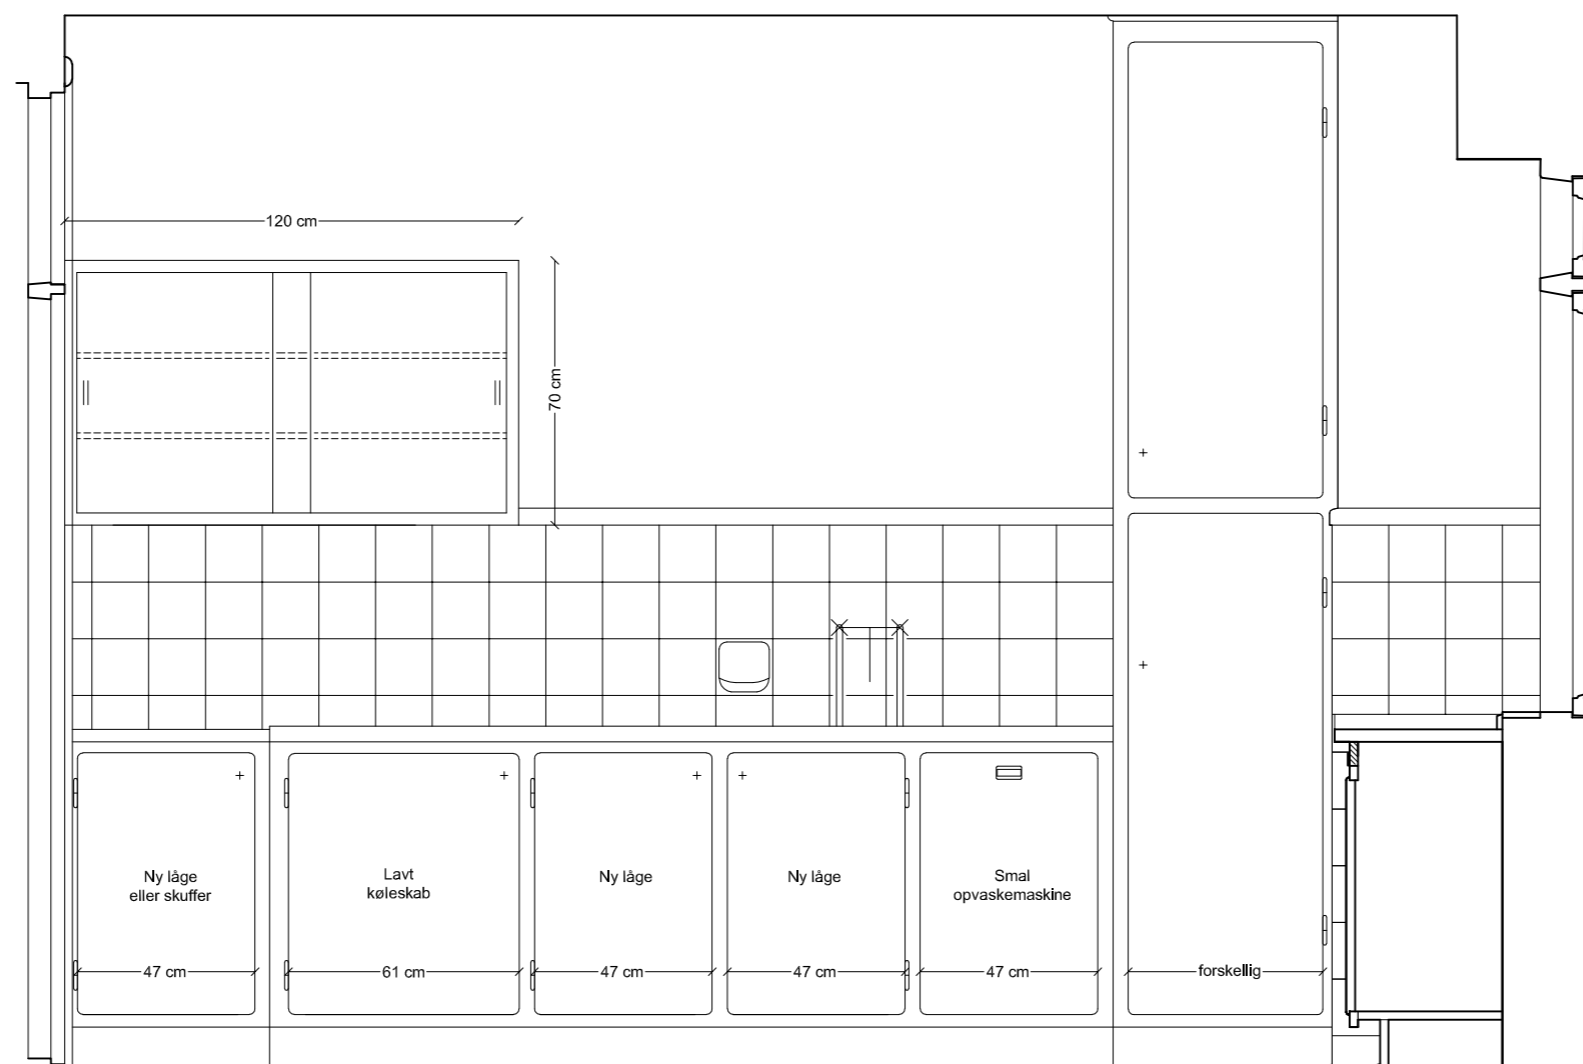 120 cm
70 cm
Ny låge
eller skuffer
Lavt
køleskab
Ny låge
Ny låge
Smal
opvaskemaskine
47 cm
61 cm
47 cm
47 cm
47 cm
forskellig